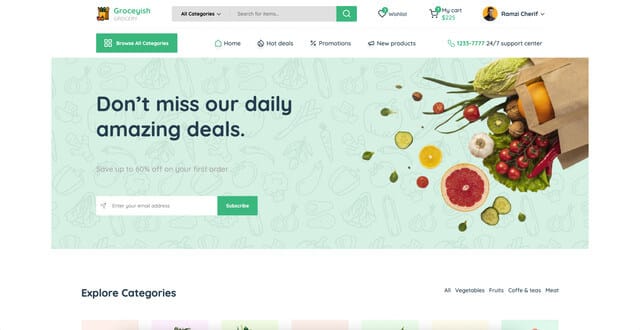 Groceyish
GROCERY
All Categories
Search for items...
Wishlist
My cart
$225
Ramzi Cherif
Browse All Categories
Home
Hot deals
Promotions
New products
1233-7777 24/7 support center
Don’t miss our daily
amazing deals.
Save up to 60% off on your first order
Enter your email address
Subscribe
Explore Categories
All Vegetables Fruits Coffe & teas Meat